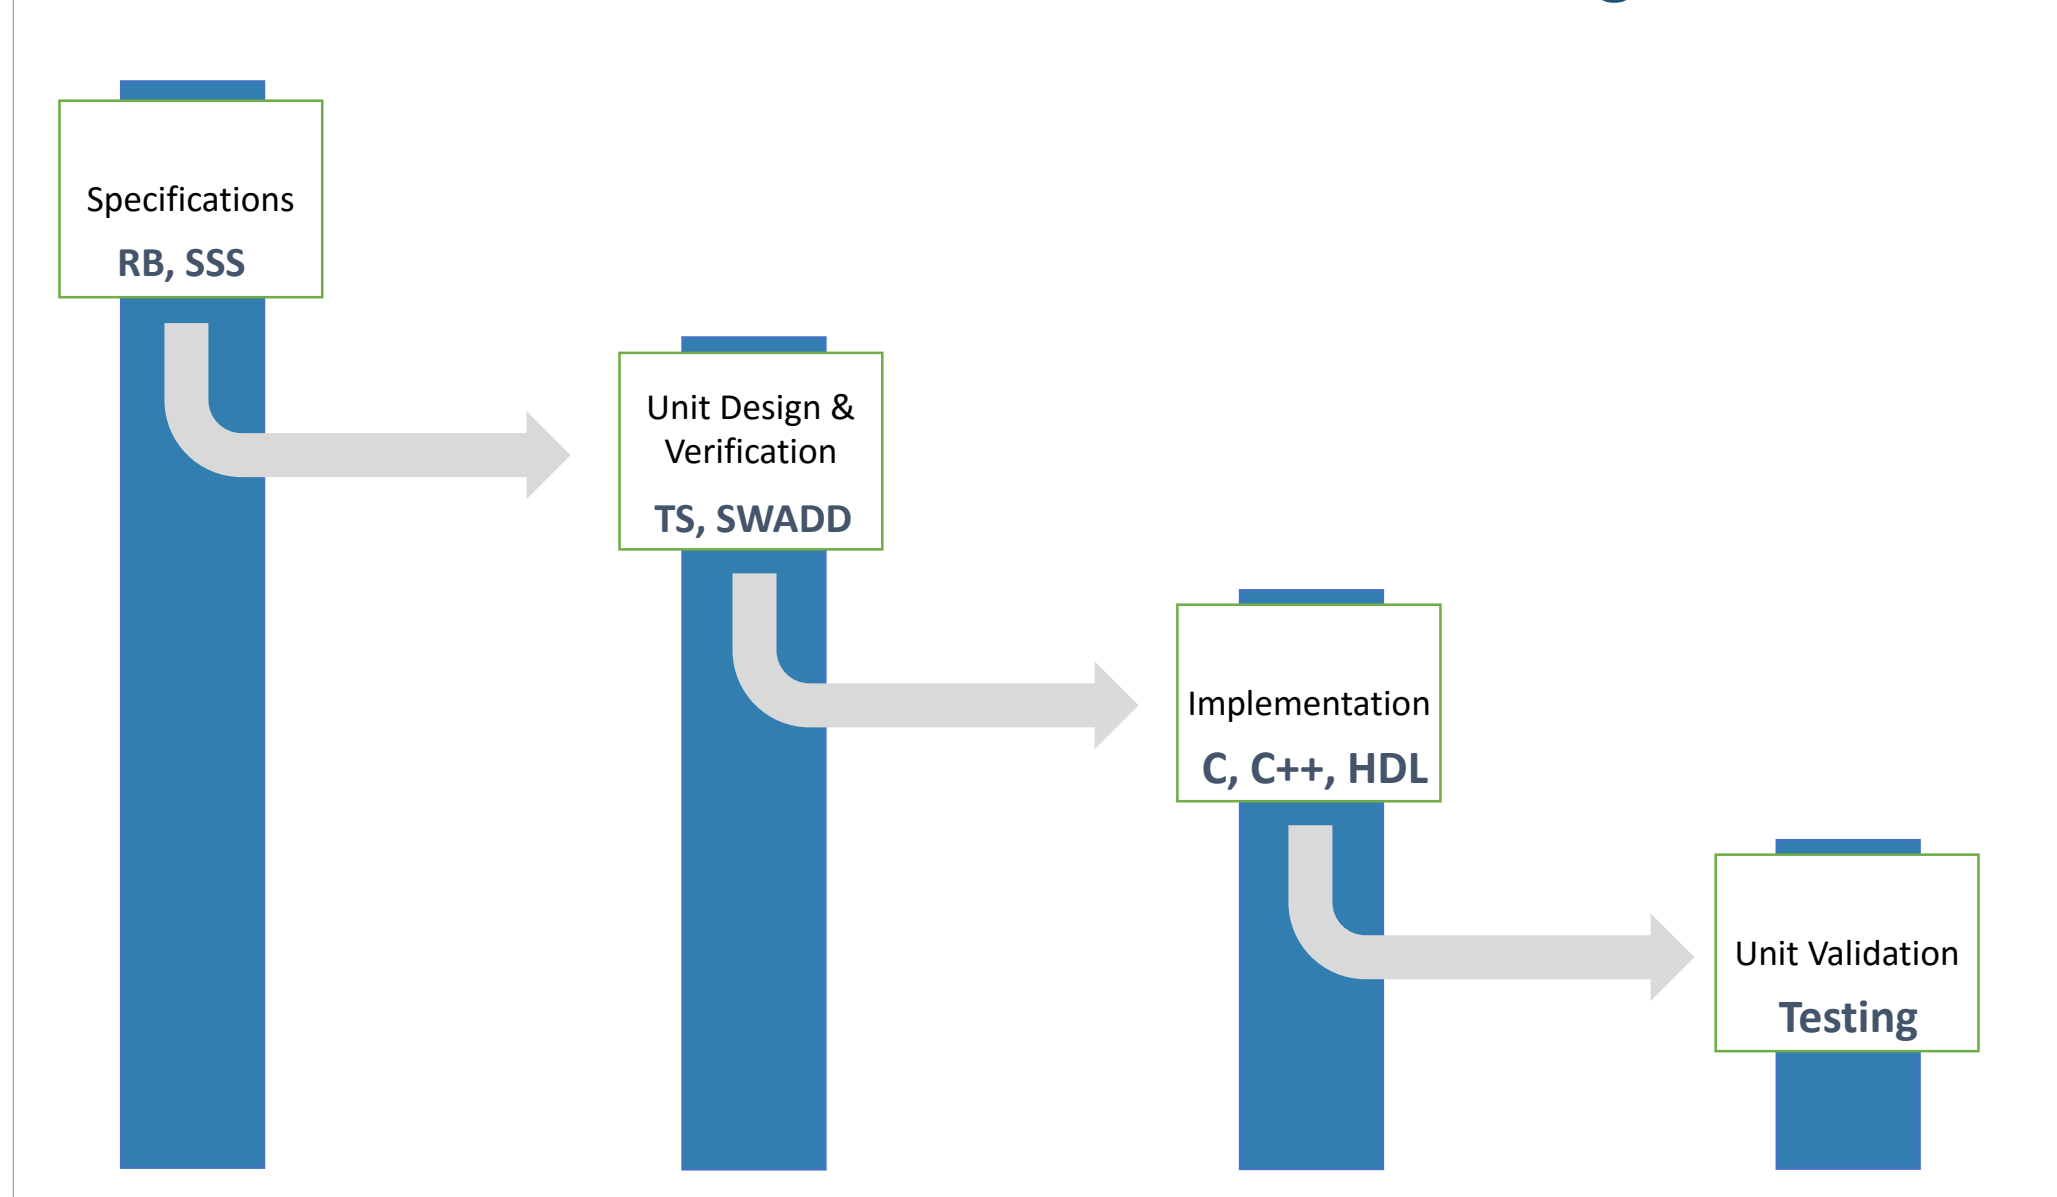 Specifications
RB, SSS
Unit Design &
Verification
TS, SWADD
Implementation
C, C++, HDL
Unit Validation
Testing